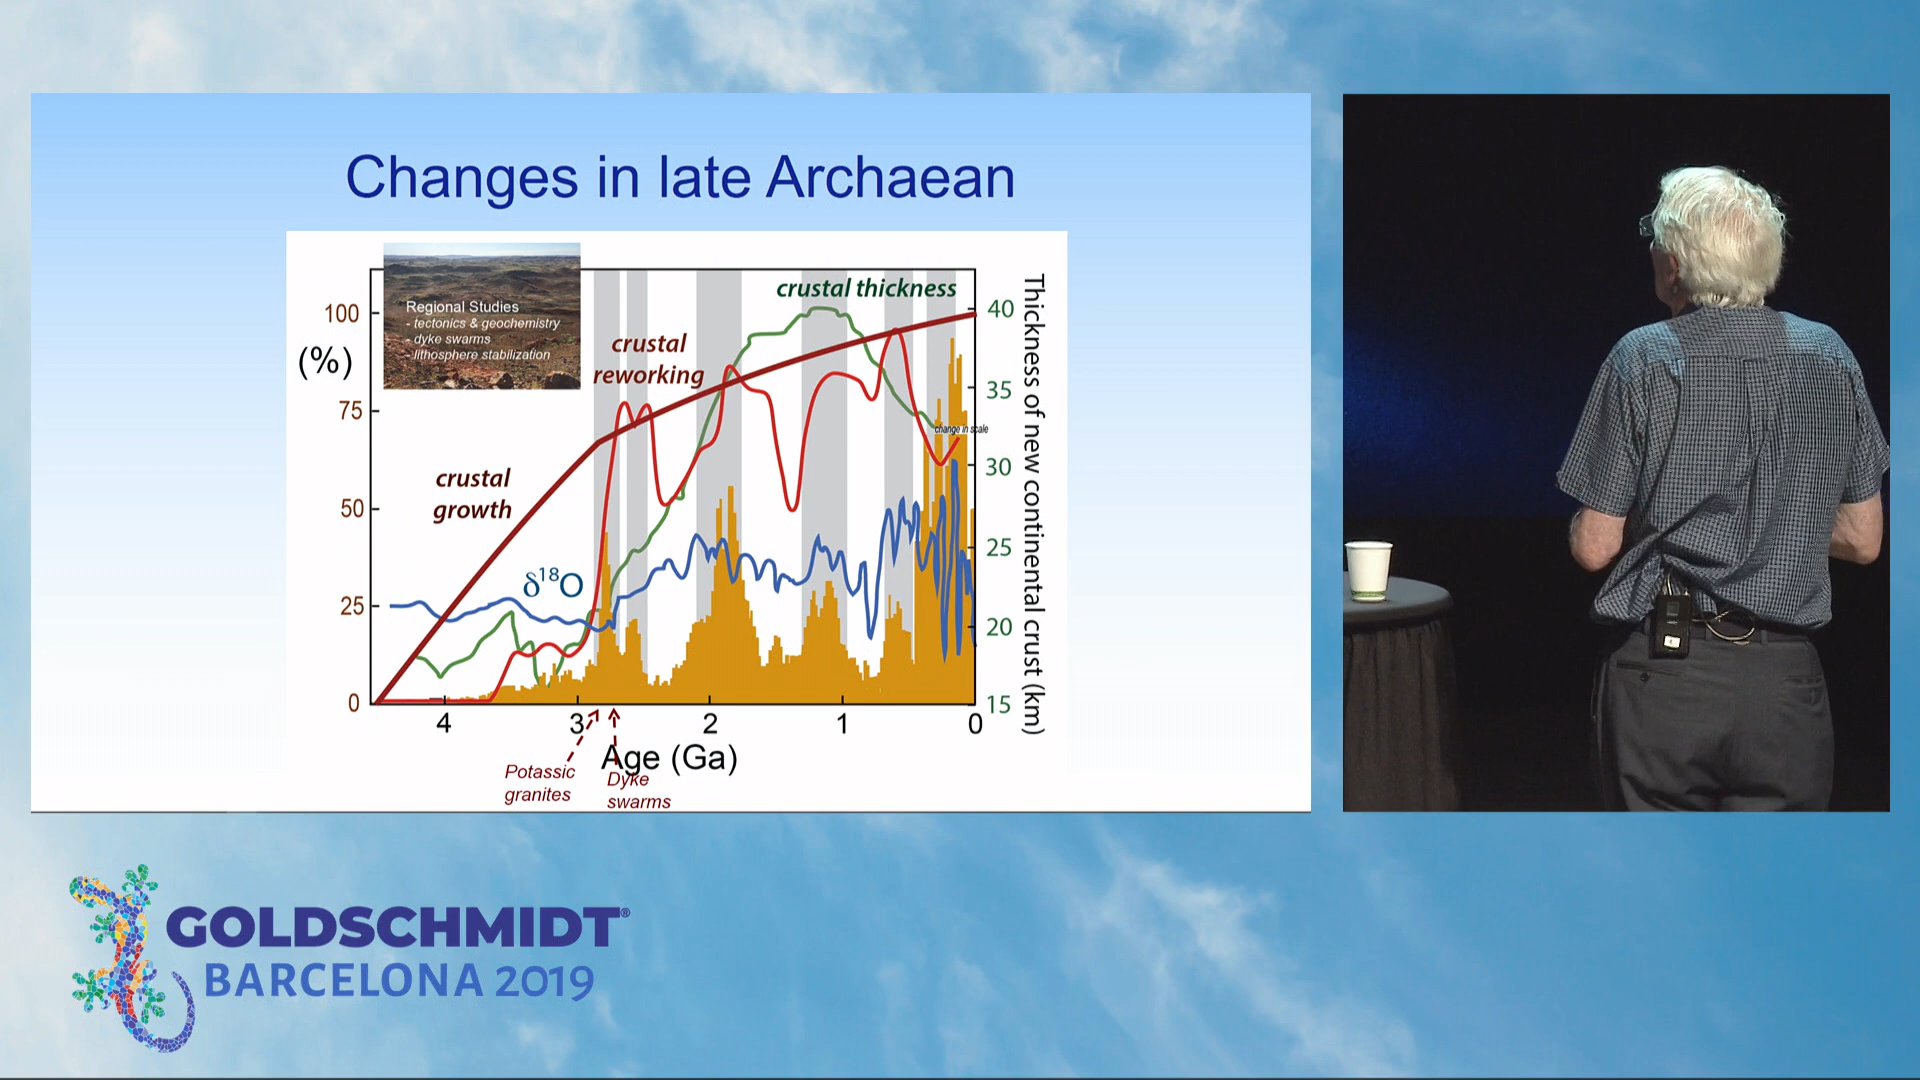 Changes in late Archaean
Regional Studies
- tectonics & geochemistry
- dyke swarms
lithosphere stabilization
crustal thickness
crustal
reworking
crustal
growth
δ18O
change in scale
(%)
100
75
50
25
0
40
35
30
25
20
15
Thickness of new continental crust (km)
4
3
2
1
0
Age (Ga)
Potassic
granites
Dyke
swarms
GOLDSCHMIDT®
BARCELONA 2019